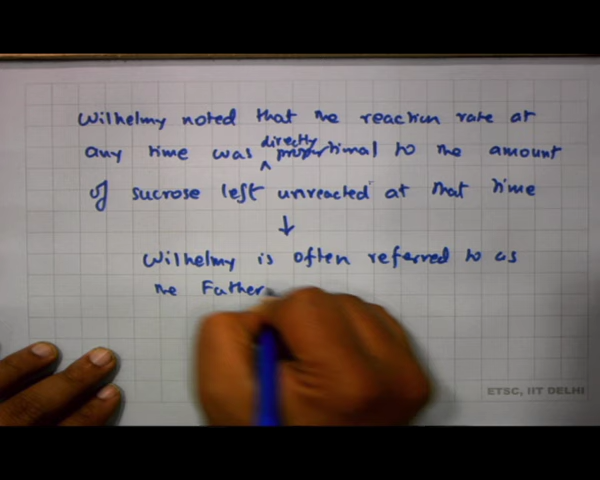 Wilhelmy noted that the reaction rate at
any time was directly proportional to the amount
of sucrose left unreacted at that time
↓
Wilhelmy is often referred to as
the Father
ETSC, IIT DELHI